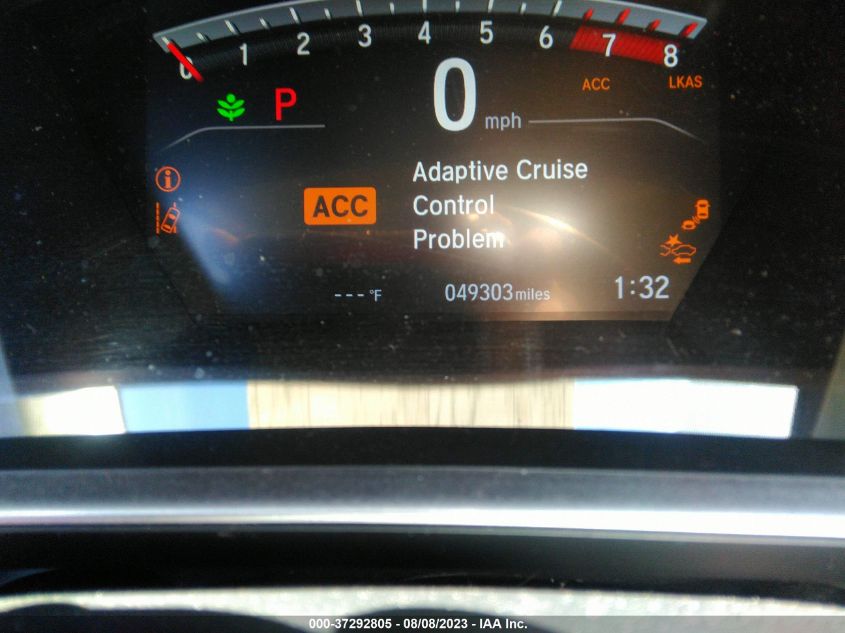 0 1 2 3 4 5 6 7 8
P 0 mph ACC LKAS
ACC
Adaptive Cruise
Control
Problem
---°F 049303 miles 1:32
000-37292805 - 08/08/2023 - IAA Inc.